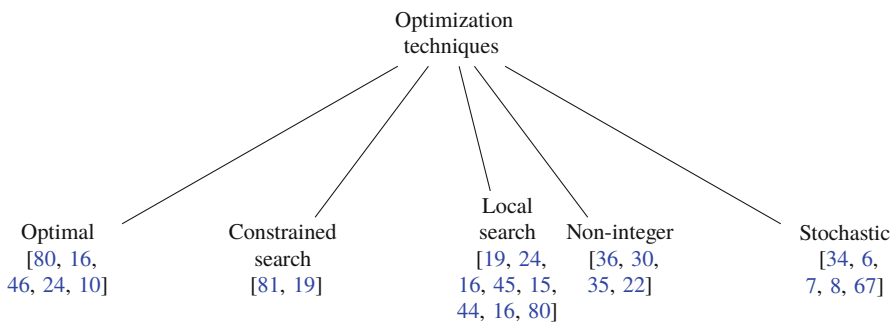 Optimization
techniques
Optimal
[80, 16,
46, 24, 10]
Constrained
search
[81, 19]
Local
search
[19, 24,
16, 45, 15,
44, 16, 80]
Non-integer
[36, 30,
35, 22]
Stochastic
[34, 6,
7, 8, 67]